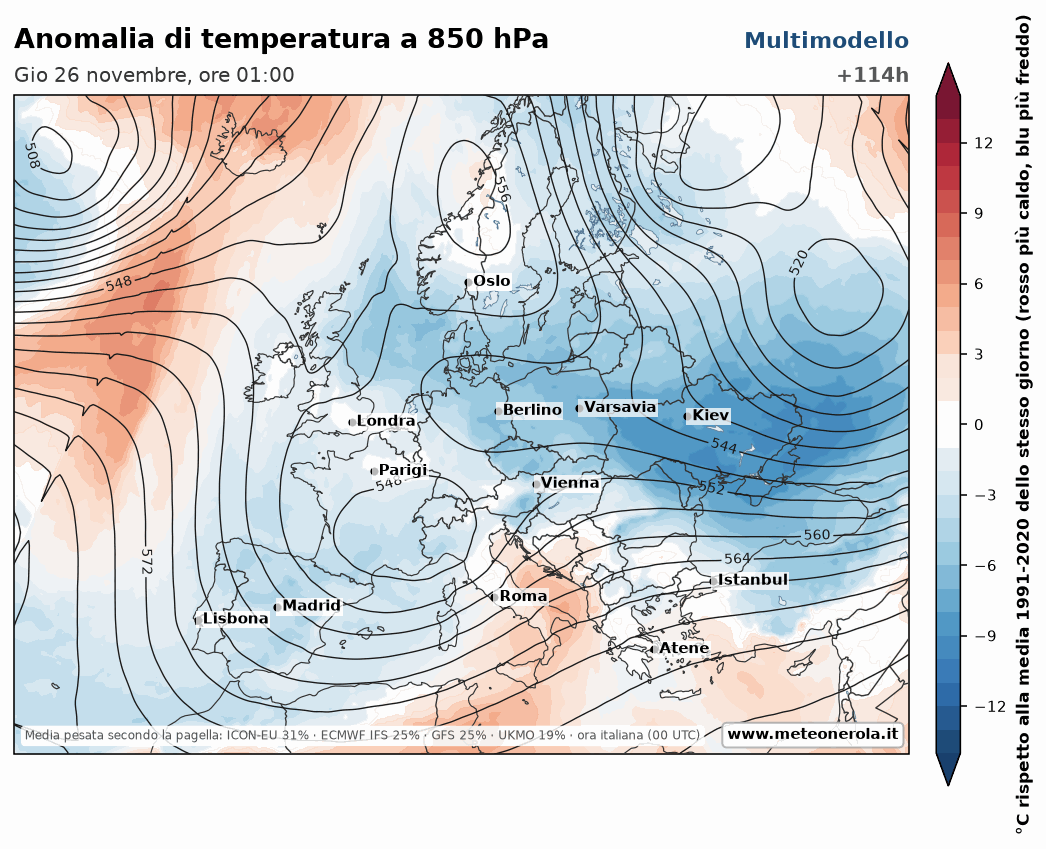 Anomalia di temperatura a 850 hPa
Multimodello
Gio 26 novembre, ore 01:00
+114h
508
556
520
548
Oslo
Londra
Berlino
Varsavia
Kiev
544
Parigi
548
Vienna
552
560
572
564
Istanbul
Lisbona
Madrid
Roma
Atene
Media pesata secondo la pagella: ICON-EU 31% · ECMWF IFS 25% · GFS 25% · UKMO 19% · ora italiana (00 UTC)
www.meteonerola.it
12
9
6
3
0
−3
−6
−9
−12
°C rispetto alla media 1991-2020 dello stesso giorno (rosso più caldo, blu più freddo)